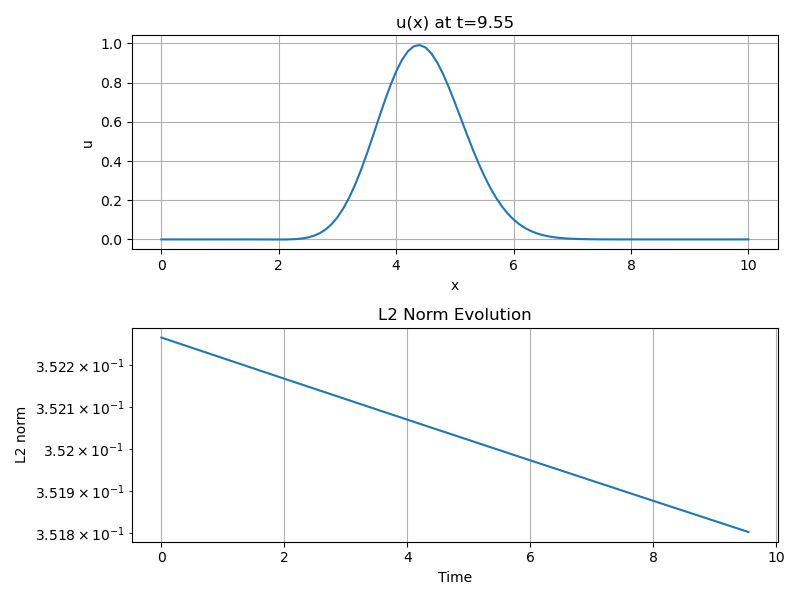 u(x) at t=9.55
1.0
0.8
0.6
0.4
0.2
0.0
u
0 2 4 6 8 10
x
L2 Norm Evolution
3.522 × 10⁻¹
3.521 × 10⁻¹
3.52 × 10⁻¹
3.519 × 10⁻¹
3.518 × 10⁻¹
L2 norm
0 2 4 6 8 10
Time